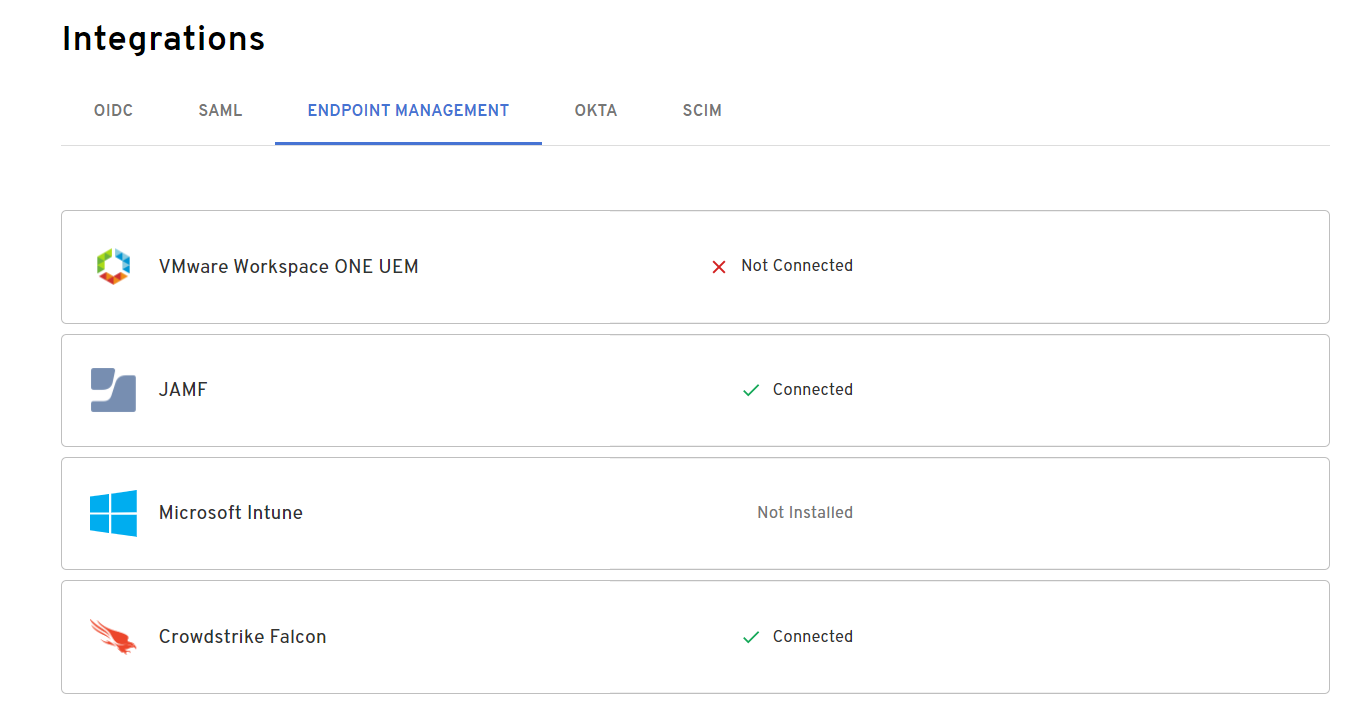 Integrations
OIDC SAML ENDPOINT MANAGEMENT OKTA SCIM
VMware Workspace ONE UEM Not Connected
JAMF Connected
Microsoft Intune Not Installed
Crowdstrike Falcon Connected